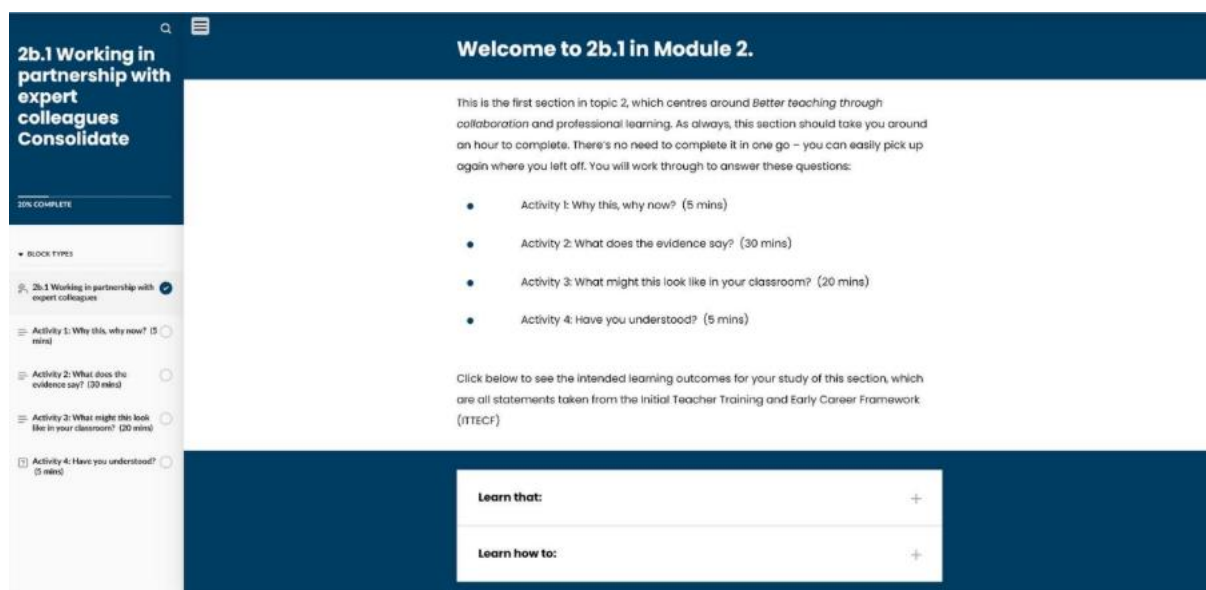 2b.1 Working in
partnership with
expert
colleagues
Consolidate
20% COMPLETE
BLOCK TYPES
2b.1 Working in partnership with
expert colleagues
Activity 1: Why this, why now? (5
mins)
Activity 2: What does the
evidence say? (30 mins)
Activity 3: What might this look
like in your classroom? (20 mins)
Activity 4: Have you understood?
(5 mins)
Welcome to 2b.1 in Module 2.
This is the first section in topic 2, which centres around Better teaching through
collaboration and professional learning. As always, this section should take you around
an hour to complete. There's no need to complete it in one go – you can easily pick up
again where you left off. You will work through to answer these questions:
Activity 1: Why this, why now? (5 mins)
Activity 2: What does the evidence say? (30 mins)
Activity 3: What might this look like in your classroom? (20 mins)
Activity 4: Have you understood? (5 mins)
Click below to see the intended learning outcomes for your study of this section, which
are all statements taken from the Initial Teacher Training and Early Career Framework
(ITTECF)
Learn that:
Learn how to: